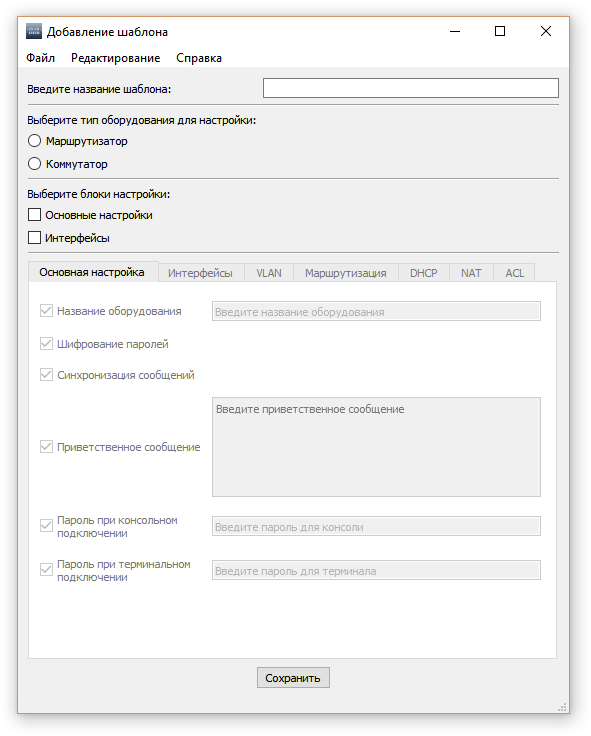 Добавление шаблона
Файл Редактирование Справка
Введите название шаблона:
Выберите тип оборудования для настройки:
Маршрутизатор
Коммутатор
Выберите блоки настройки:
Основные настройки
Интерфейсы
Основная настройка Интерфейсы VLAN Маршрутизация DHCP NAT ACL
Название оборудования Введите название оборудования
Шифрование паролей
Синхронизация сообщений
Введите приветственное сообщение
Приветственное сообщение
Пароль при консольном
подключении
Введите пароль для консоли
Пароль при терминальном
подключении
Введите пароль для терминала
Сохранить